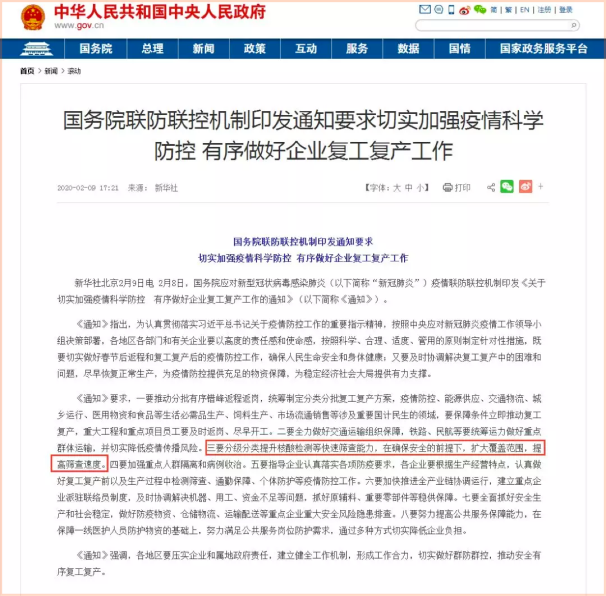 中华人民共和国中央人民政府
www.gov.cn
简 | 繁 | EN | 注册 | 登录
国务院 总理 新闻 政策 互动 服务 数据 国情 国家政务服务平台
首页 > 新闻 > 滚动
国务院联防联控机制印发通知要求切实加强疫情科学
防控 有序做好企业复工复产工作
2020-02-09 17:21 来源： 新华社
【字体：大 中 小】 打印
国务院联防联控机制印发通知要求
切实加强疫情科学防控 有序做好企业复工复产工作
新华社北京2月9日电 2月8日，国务院应对新型冠状病毒感染肺炎（以下简称“新冠肺炎”）疫情联防联控机制印发《关于
切实加强疫情科学防控 有序做好企业复工复产工作的通知》（以下简称《通知》）。
《通知》指出，为认真贯彻落实习近平总书记关于疫情防控工作的重要指示精神，按照中央应对新冠肺炎疫情工作领导小
组决策部署，各地区各部门和有关企业要以高度的责任感和使命感，按照科学、合理、适度、管用的原则制定针对性措施，既
要切实做好春节后返程和复工复产后的疫情防控工作，确保人民生命安全和身体健康；又要及时协调解决复工复产中的困难和
问题，尽早恢复正常生产，为疫情防控提供充足的物资保障，为稳定经济社会大局提供有力支撑。
《通知》要求，一要推动分批有序错峰返程返岗，统筹制定分类分批复工复产方案，疫情防控、能源供应、交通物流、城
乡运行、医用物资和食品等生活必需品生产、饲料生产、市场流通销售等涉及重要国计民生的领域，要保障条件立即推动复工
复产，重大工程和重点项目员工要及时返岗、尽早开工。二要全力做好交通运输组织保障，铁路、民航等要统筹运力做好重点
群体运输，并切实降低疫情传播风险。三要分级分类提升核酸检测等快速筛查能力，在确保安全的前提下，扩大覆盖范围，提
高筛查速度。四要加强重点人群隔离和病例收治。五要指导企业认真落实各项防疫要求，各企业要根据生产经营特点，认真做
好复工复产前以及生产过程中检测筛查、通勤保障、个体防护等疫情防控工作。六要加快推进全产业链协调运行，建立重点企
业派驻联络员制度，及时协调解决机器、用工、资金不足等问题，抓好原辅料、重要零部件等稳供保障。七要全面抓好安全生
产和社会稳定，做好防疫物资、仓储物流、运输配送等重点企业重大安全风险隐患排查。八要努力提高公共服务保障能力，在
保障一线医护人员防护物资的基础上，努力满足公共服务岗位防护需求，通过多种方式切实降低企业负担。
《通知》强调，各地区要压实企业和属地政府责任，建立健全工作机制，形成工作合力，切实做好群防群控，推动安全有
序复工复产。